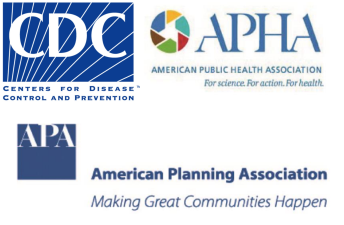 CDC
CENTERS FOR DISEASE™
CONTROL AND PREVENTION
APHA
AMERICAN PUBLIC HEALTH ASSOCIATION
For science. For action. For health.
APA
American Planning Association
Making Great Communities Happen